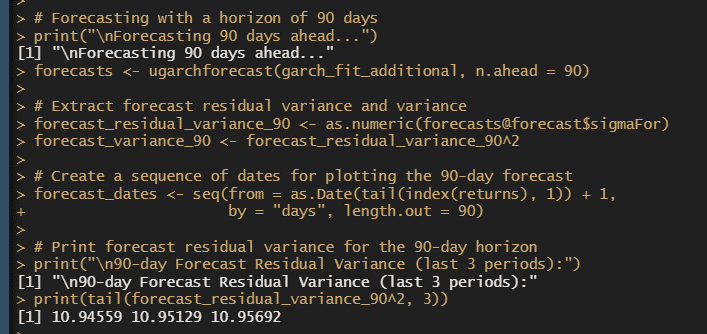 >
> # Forecasting with a horizon of 90 days
> print("\nForecasting 90 days ahead...")
[1] "\nForecasting 90 days ahead..."
> forecasts <- ugarchforecast(garch_fit_additional, n.ahead = 90)
>
> # Extract forecast residual variance and variance
> forecast_residual_variance_90 <- as.numeric(forecasts@forecast$sigmaFor)
> forecast_variance_90 <- forecast_residual_variance_90^2
>
> # Create a sequence of dates for plotting the 90-day forecast
> forecast_dates <- seq(from = as.Date(tail(index(returns), 1)) + 1,
+                       by = "days", length.out = 90)
>
> # Print forecast residual variance for the 90-day horizon
> print("\n90-day Forecast Residual Variance (last 3 periods):")
[1] "\n90-day Forecast Residual Variance (last 3 periods):"
> print(tail(forecast_residual_variance_90^2, 3))
[1] 10.94559 10.95129 10.95692
>